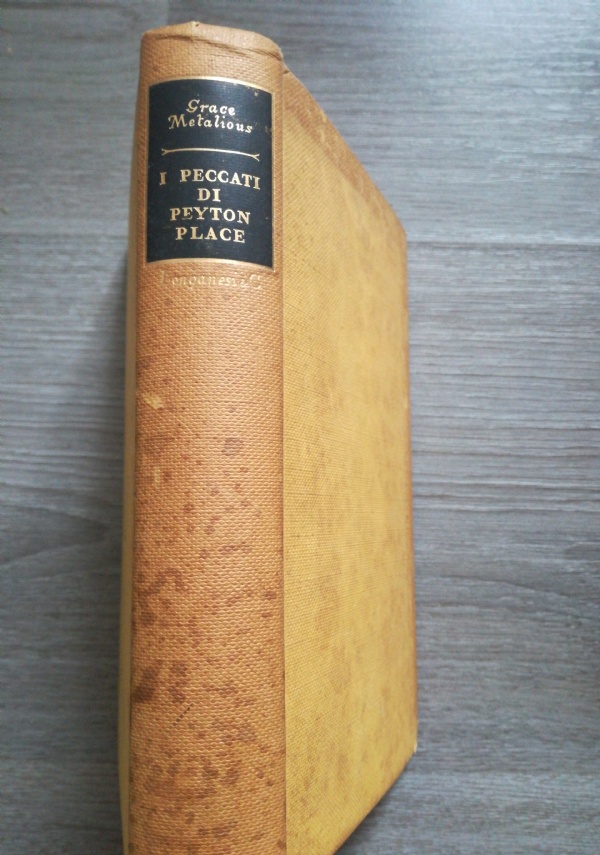 Grace
Metalious
I PECCATI
DI
PEYTON
PLACE
Longanesi & C.